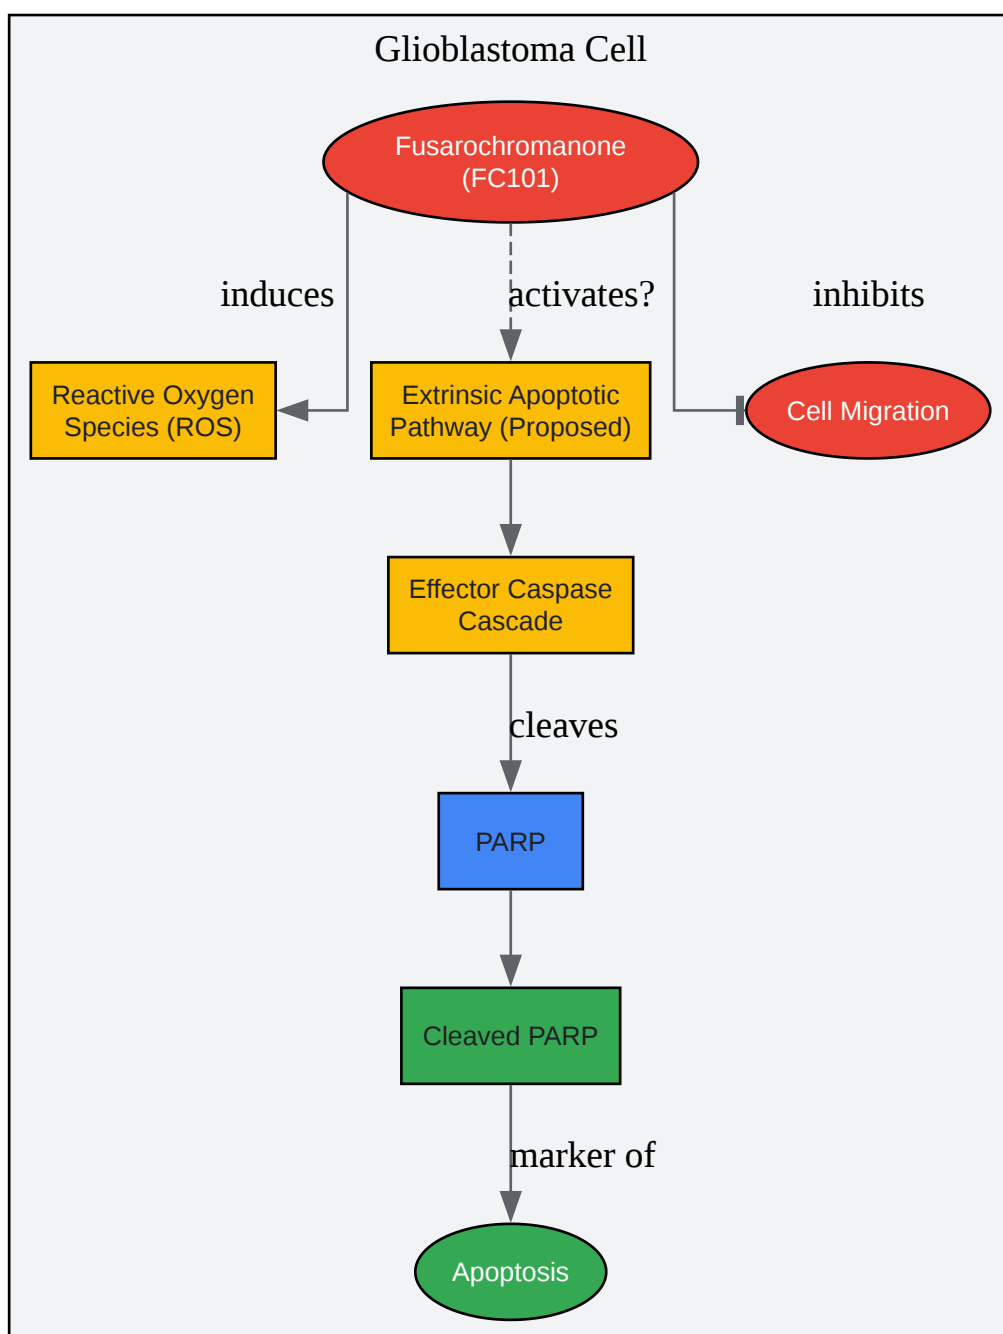 Glioblastoma Cell
Fusarochromanone
(FC101)
induces
activates?
inhibits
Reactive Oxygen
Species (ROS)
Extrinsic Apoptotic
Pathway (Proposed)
Cell Migration
Effector Caspase
Cascade
cleaves
PARP
Cleaved PARP
marker of
Apoptosis